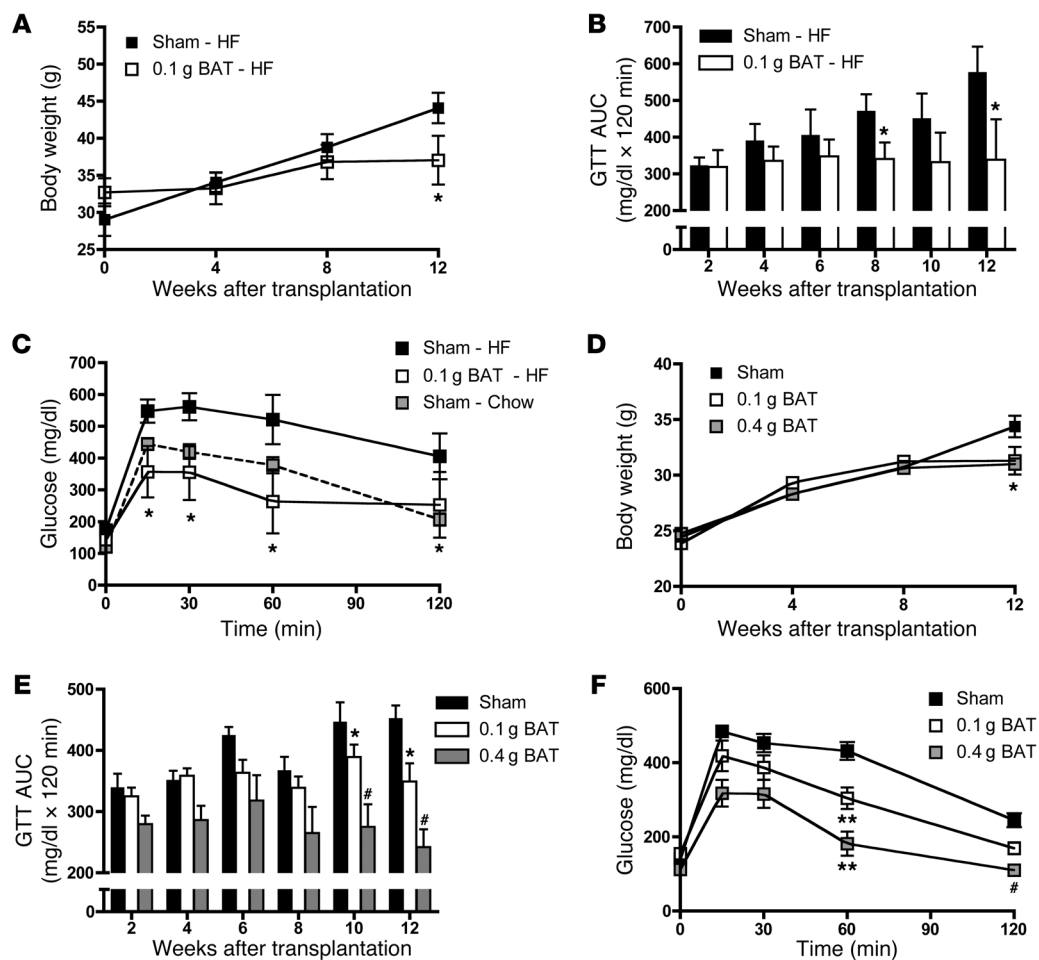 A
Sham - HF
0.1 g BAT - HF
Body weight (g)
55
50
45
40
35
30
25
0 4 8 12
*
Weeks after transplantation
B
Sham - HF
0.1 g BAT - HF
GTT AUC
(mg/dl × 120 min)
700
600
500
400
300
200
0
* *
2 4 6 8 10 12
Weeks after transplantation
C
Sham - HF
0.1 g BAT - HF
Sham - Chow
Glucose (mg/dl)
700
600
500
400
300
200
100
0
* * * *
0 30 60 90 120
Time (min)
D
Sham
0.1 g BAT
0.4 g BAT
Body weight (g)
40
35
30
25
20
*
0 4 8 12
Weeks after transplantation
E
Sham
0.1 g BAT
0.4 g BAT
GTT AUC
(mg/dl × 120 min)
500
400
300
200
0
* *
# #
2 4 6 8 10 12
Weeks after transplantation
F
Sham
0.1 g BAT
0.4 g BAT
Glucose (mg/dl)
600
400
200
0
**
**
#
0 30 60 90 120
Time (min)